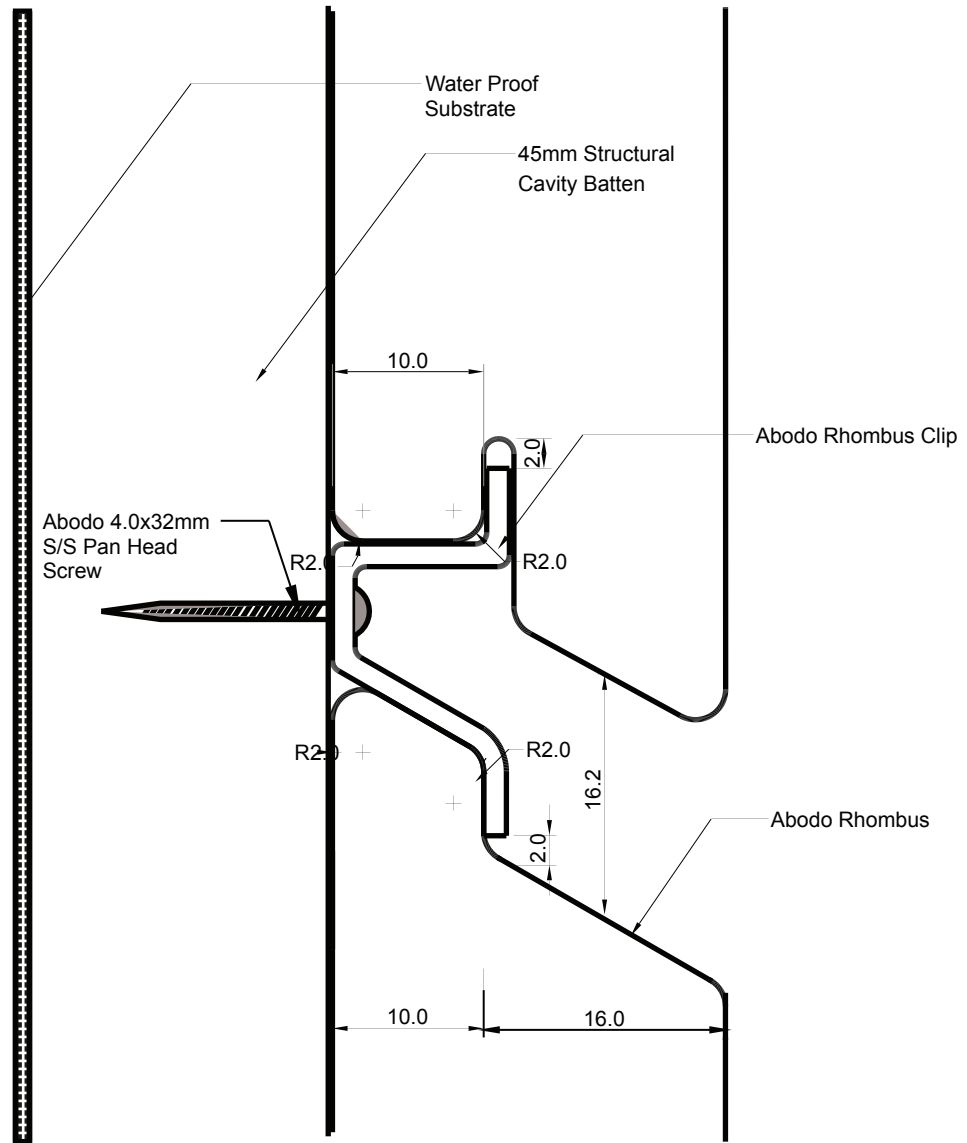 Water Proof
Substrate
45mm Structural
Cavity Batten
10.0
2.0
Abodo Rhombus Clip
Abodo 4.0x32mm
S/S Pan Head
Screw
R2.0
R2.0
R2.0
R2.0
16.2
2.0
Abodo Rhombus
10.0
16.0